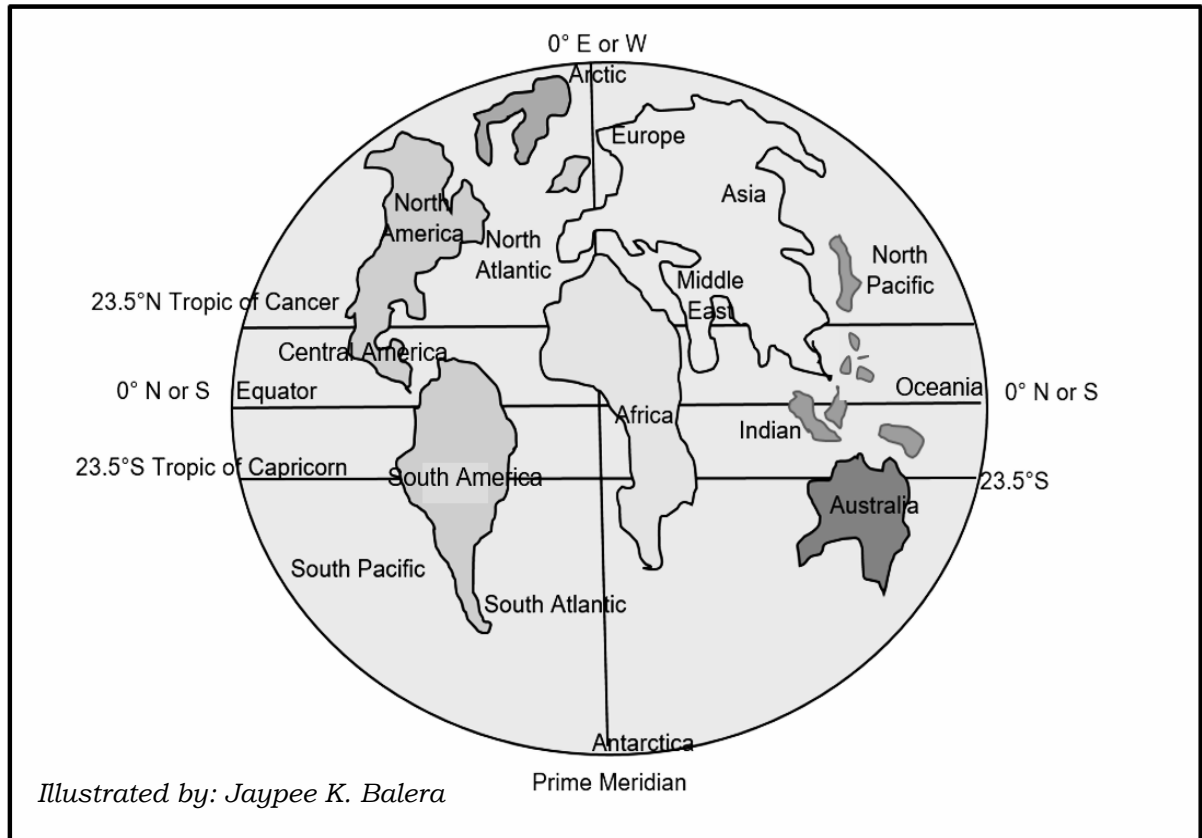 0° E or W
Arctic
Europe
Asia
North
America
North
Atlantic
North
Pacific
Middle
East
23.5°N Tropic of Cancer
Central America
0° N or S
Equator
Oceania
0° N or S
Africa
Indian
23.5°S Tropic of Capricorn
South America
23.5°S
Australia
South Pacific
South Atlantic
Antarctica
Prime Meridian
Illustrated by: Jaypee K. Balera